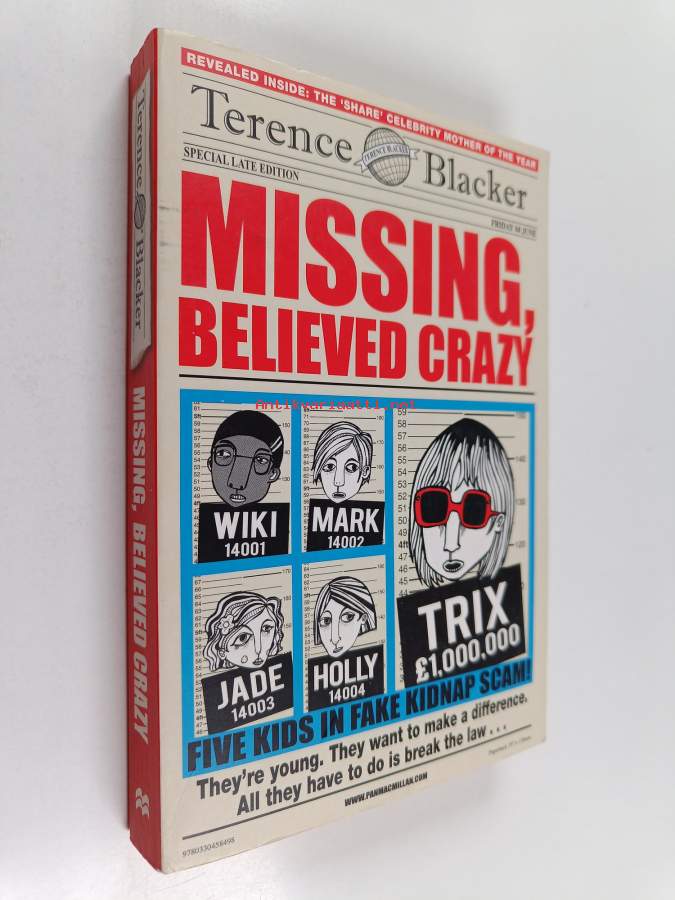 REVEALED INSIDE: THE 'SHARE' CELEBRITY MOTHER OF THE YEAR
Terence Blacker
TERENCE BLACKER
SPECIAL LATE EDITION
MISSING,
BELIEVED CRAZY
Antikvariaatti.net
WIKI
14001
MARK
14002
JADE
14003
HOLLY
14004
TRIX
£1,000,000
FIVE KIDS IN FAKE KIDNAP SCAM!
They're young. They want to make a difference.
All they have to do is break the law . . .
WWW.PANMACMILLAN.COM
9780330458498
Terence Blacker
MISSING, BELIEVED CRAZY